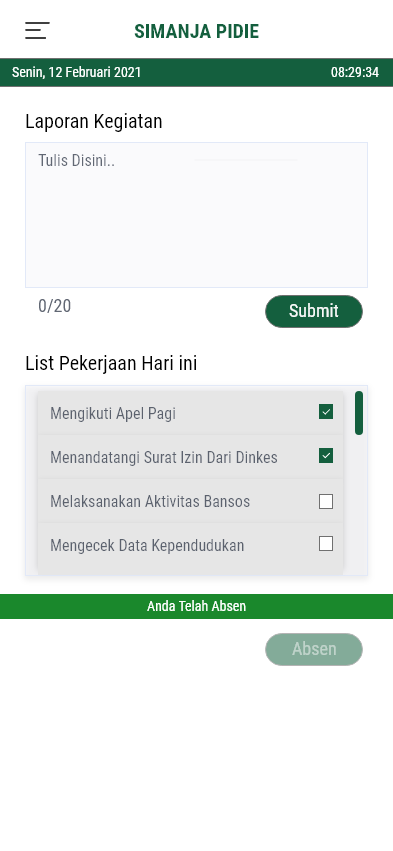 SIMANJA PIDIE
Senin, 12 Februari 2021 08:29:34
Laporan Kegiatan
Tulis Disini..
0/20 Submit
List Pekerjaan Hari ini
Mengikuti Apel Pagi
Menandatangi Surat Izin Dari Dinkes
Melaksanakan Aktivitas Bansos
Mengecek Data Kependudukan
Anda Telah Absen
Absen